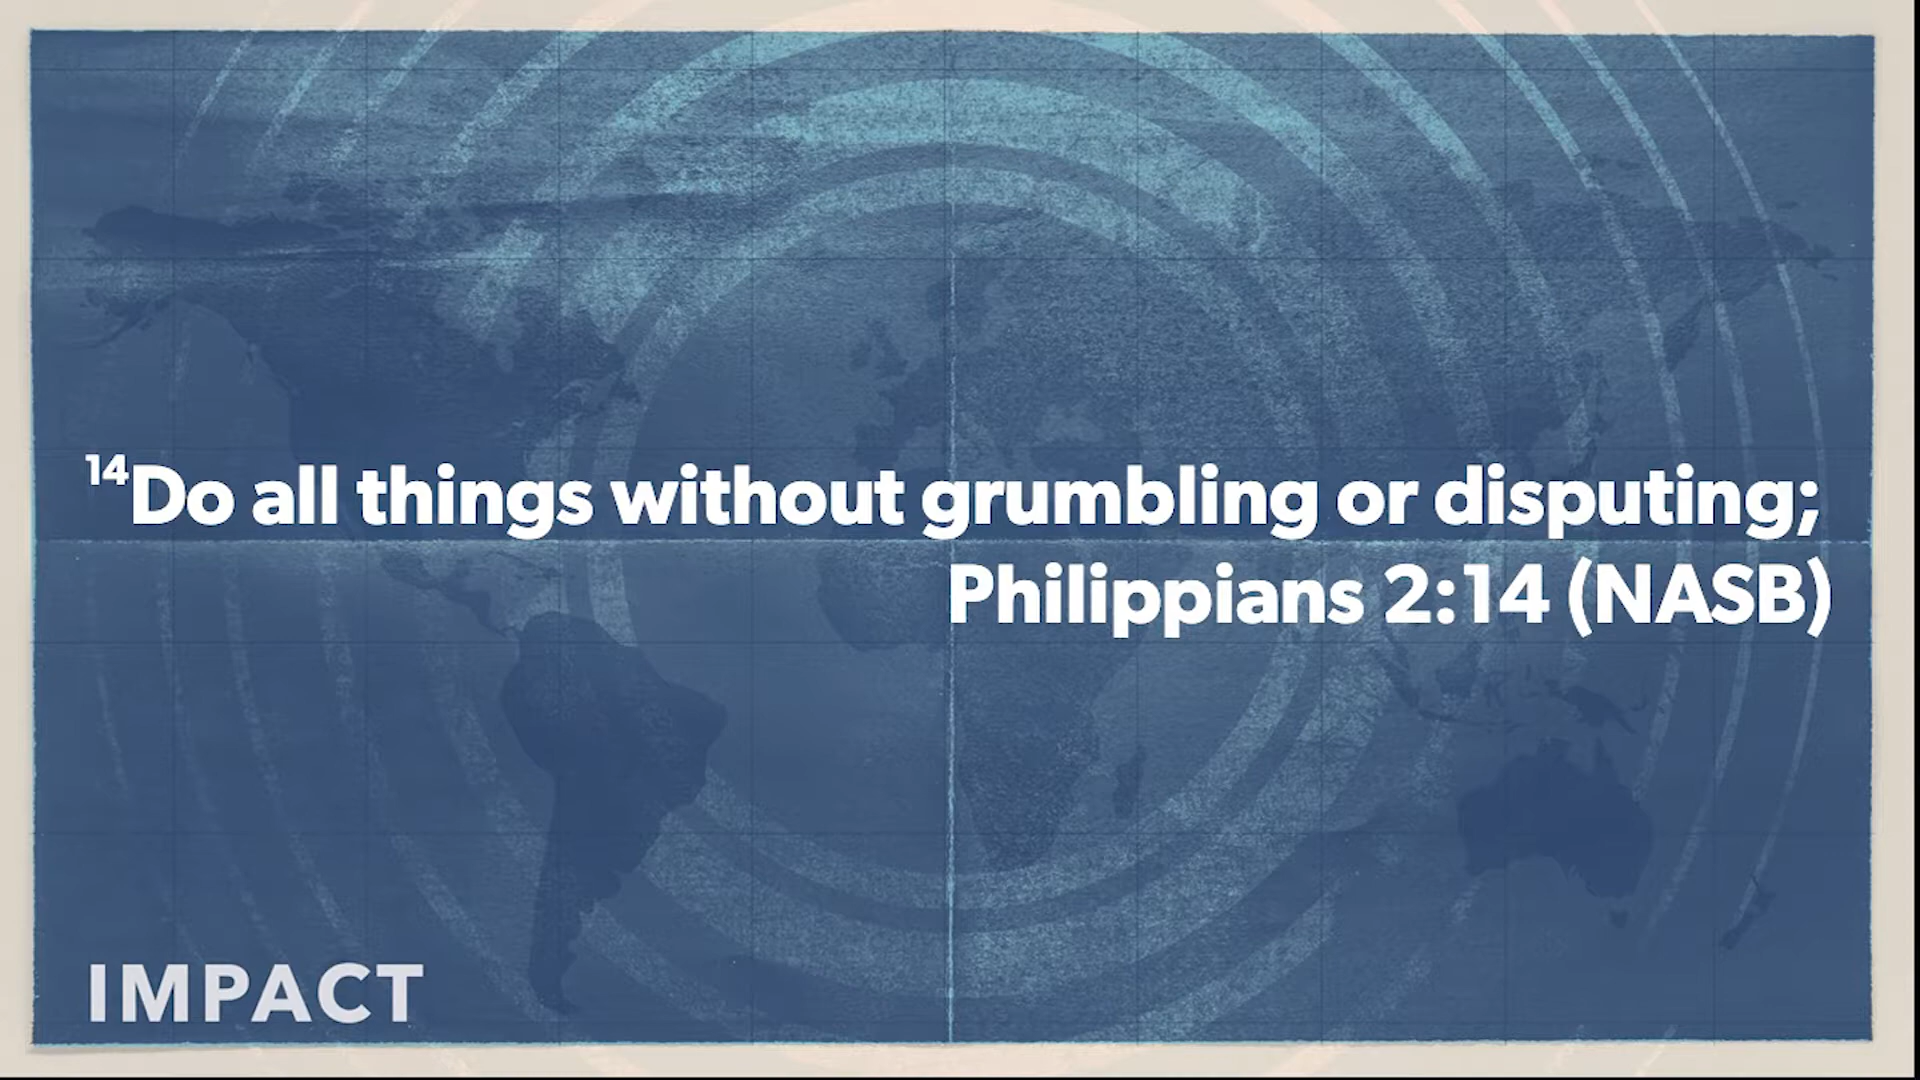 ¹⁴Do all things without grumbling or disputing;
Philippians 2:14 (NASB)
IMPACT